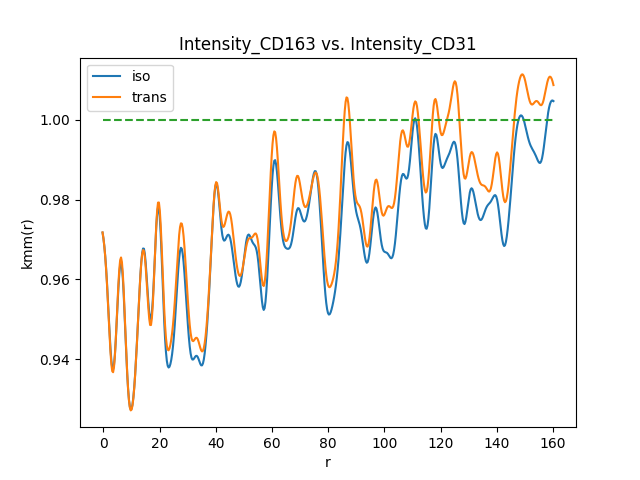 Intensity_CD163 vs. Intensity_CD31
iso
trans
1.00
0.98
0.96
0.94
kmm(r)
0 20 40 60 80 100 120 140 160
r